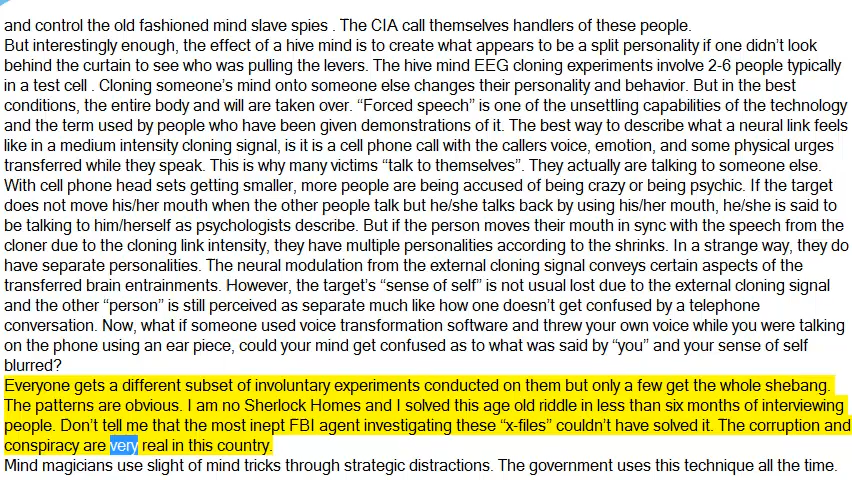 and control the old fashioned mind slave spies . The CIA call themselves handlers of these people.
But interestingly enough, the effect of a hive mind is to create what appears to be a split personality if one didn’t look
behind the curtain to see who was pulling the levers. The hive mind EEG cloning experiments involve 2-6 people typically
in a test cell . Cloning someone’s mind onto someone else changes their personality and behavior. But in the best
conditions, the entire body and will are taken over. “Forced speech” is one of the unsettling capabilities of the technology
and the term used by people who have been given demonstrations of it. The best way to describe what a neural link feels
like in a medium intensity cloning signal, is it is a cell phone call with the callers voice, emotion, and some physical urges
transferred while they speak. This is why many victims “talk to themselves”. They actually are talking to someone else.
With cell phone head sets getting smaller, more people are being accused of being crazy or being psychic. If the target
does not move his/her mouth when the other people talk but he/she talks back by using his/her mouth, he/she is said to
be talking to him/herself as psychologists describe. But if the person moves their mouth in sync with the speech from the
cloner due to the cloning link intensity, they have multiple personalities according to the shrinks. In a strange way, they do
have separate personalities. The neural modulation from the external cloning signal conveys certain aspects of the
transferred brain entrainments. However, the target’s “sense of self” is not usual lost due to the external cloning signal
and the other “person” is still perceived as separate much like how one doesn’t get confused by a telephone
conversation. Now, what if someone used voice transformation software and threw your own voice while you were talking
on the phone using an ear piece, could your mind get confused as to what was said by “you” and your sense of self
blurred?
Everyone gets a different subset of involuntary experiments conducted on them but only a few get the whole shebang.
The patterns are obvious. I am no Sherlock Homes and I solved this age old riddle in less than six months of interviewing
people. Don’t tell me that the most inept FBI agent investigating these “x-files” couldn’t have solved it. The corruption and
conspiracy are very real in this country.
Mind magicians use slight of mind tricks through strategic distractions. The government uses this technique all the time.